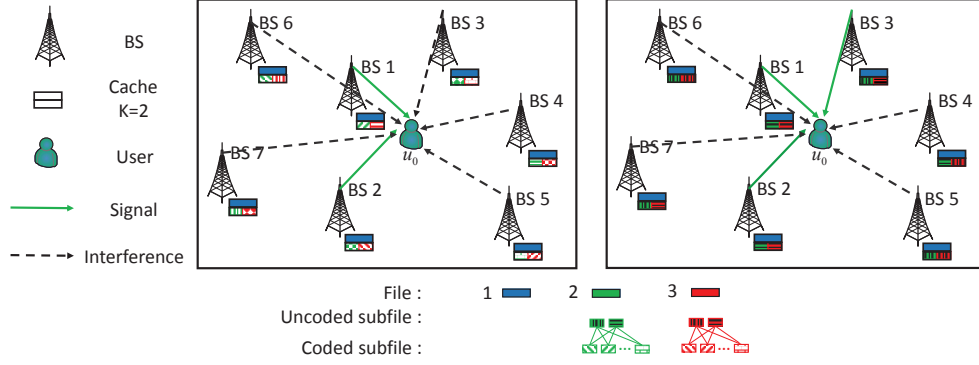 BS
Cache
K=2
User
Signal
Interference
BS 6
BS 3
BS 1
BS 4
u0
BS 7
BS 2
BS 5
BS 6
BS 3
BS 1
BS 4
u0
BS 7
BS 2
BS 5
File : 1 2 3
Uncoded subfile :
Coded subfile :
... ...